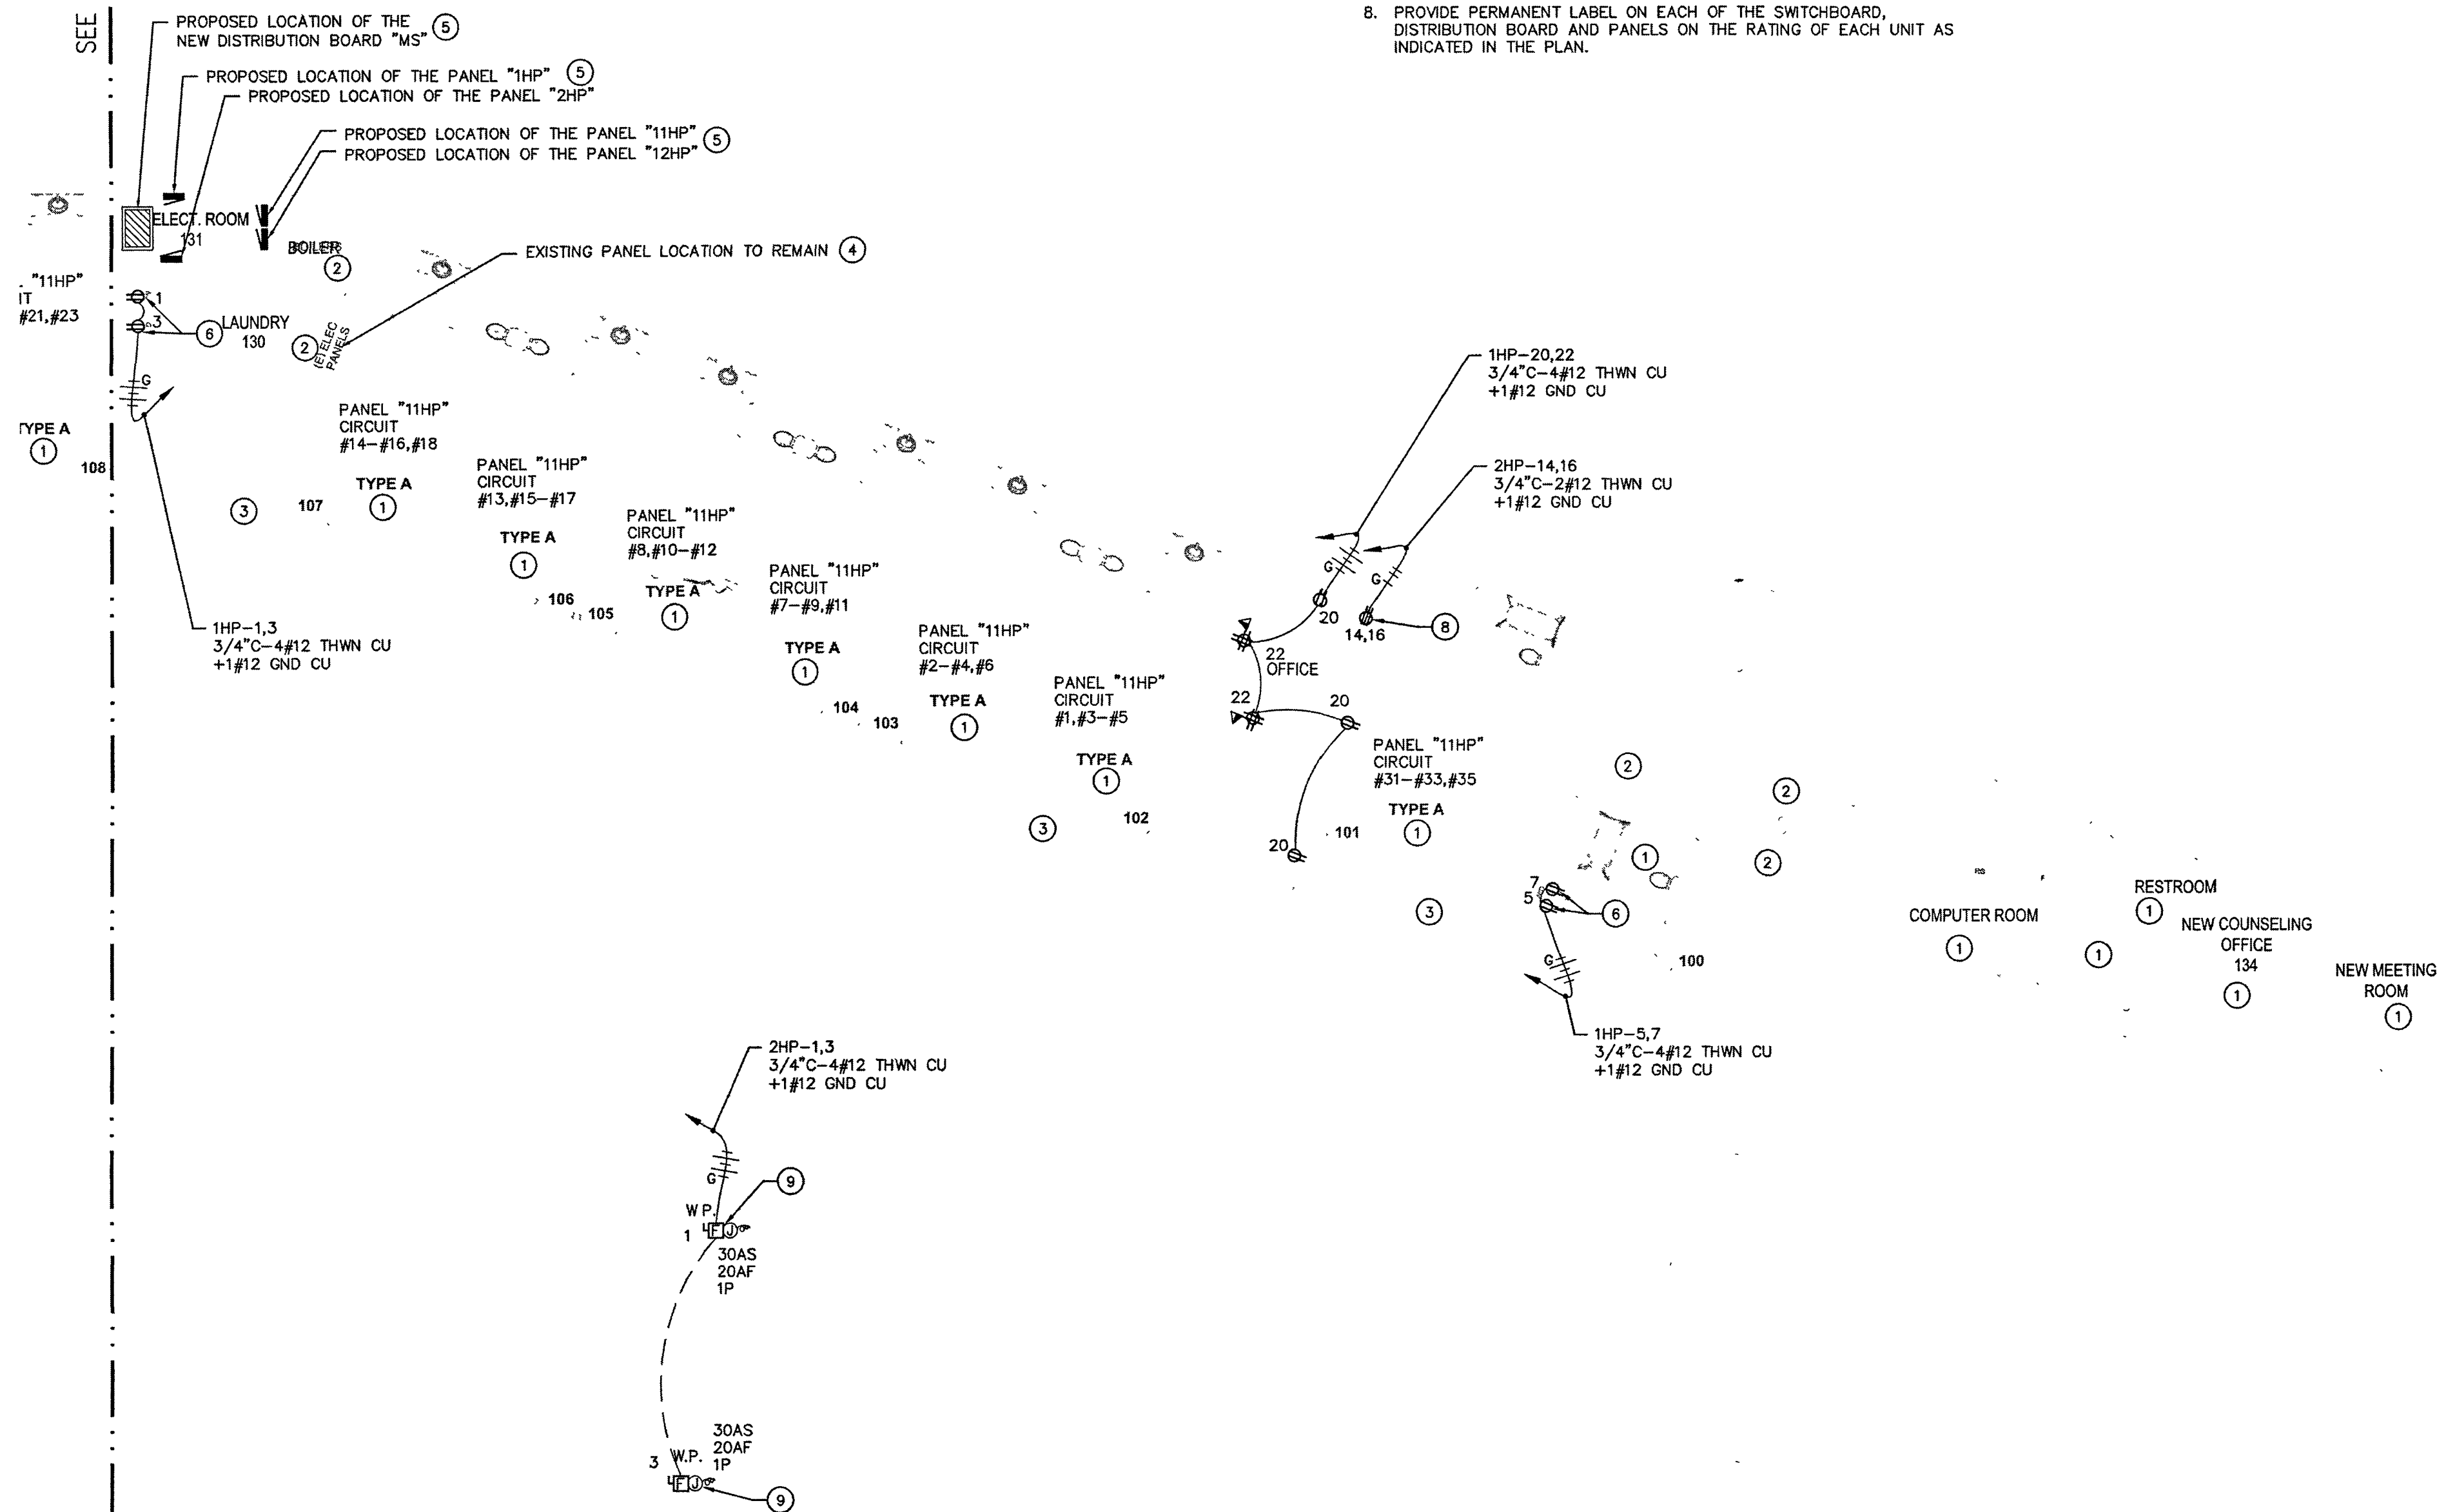 SEE
PROPOSED LOCATION OF THE
NEW DISTRIBUTION BOARD "MS"
5
PROPOSED LOCATION OF THE PANEL "1HP"
5
PROPOSED LOCATION OF THE PANEL "2HP"
PROPOSED LOCATION OF THE PANEL "11HP"
PROPOSED LOCATION OF THE PANEL "12HP"
5
8. PROVIDE PERMANENT LABEL ON EACH OF THE SWITCHBOARD,
DISTRIBUTION BOARD AND PANELS ON THE RATING OF EACH UNIT AS
INDICATED IN THE PLAN.
ELECT. ROOM
131
BOILER
2
EXISTING PANEL LOCATION TO REMAIN
4
"11HP"
IT
#21,#23
1
3
6
LAUNDRY
130
2
(E) ELEC
PANELS
G
TYPE A
1
108
PANEL "11HP"
CIRCUIT
#14-#16,#18
TYPE A
1
3
107
PANEL "11HP"
CIRCUIT
#13,#15-#17
TYPE A
1
106
105
PANEL "11HP"
CIRCUIT
#8,#10-#12
TYPE A
1
PANEL "11HP"
CIRCUIT
#7-#9,#11
TYPE A
1
104
103
PANEL "11HP"
CIRCUIT
#2-#4,#6
TYPE A
1
PANEL "11HP"
CIRCUIT
#1,#3-#5
TYPE A
1
3
102
1HP-1,3
3/4"C-4#12 THWN CU
+1#12 GND CU
1HP-20,22
3/4"C-4#12 THWN CU
+1#12 GND CU
2HP-14,16
3/4"C-2#12 THWN CU
+1#12 GND CU
G
G
20
14,16
8
22
OFFICE
22
20
20
101
PANEL "11HP"
CIRCUIT
#31-#33,#35
TYPE A
1
3
2
2
1
2
7
5
6
G
100
1HP-5,7
3/4"C-4#12 THWN CU
+1#12 GND CU
COMPUTER ROOM
1
1
RS
F
RESTROOM
1
NEW COUNSELING
OFFICE
134
1
NEW MEETING
ROOM
1
2HP-1,3
3/4"C-4#12 THWN CU
+1#12 GND CU
G
9
W P.
1
F J
30AS
20AF
1P
30AS
20AF
1P
W.P.
3
F J
9